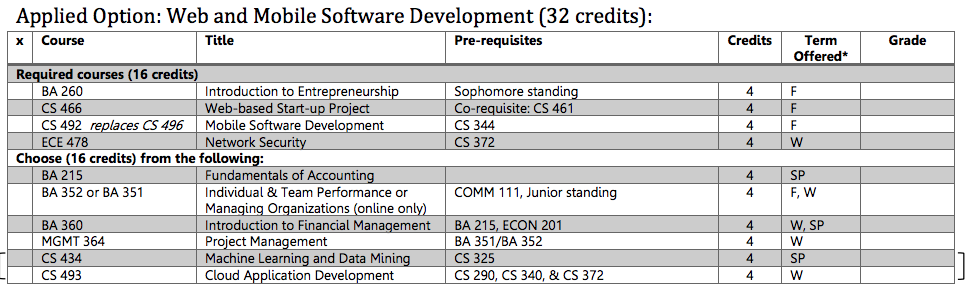 Applied Option: Web and Mobile Software Development (32 credits):
x Course Title Pre-requisites Credits Term Offered* Grade
Required courses (16 credits)
BA 260 Introduction to Entrepreneurship Sophomore standing 4 F
CS 466 Web-based Start-up Project Co-requisite: CS 461 4 F
CS 492 replaces CS 496 Mobile Software Development CS 344 4 F
ECE 478 Network Security CS 372 4 W
Choose (16 credits) from the following:
BA 215 Fundamentals of Accounting 4 SP
BA 352 or BA 351 Individual & Team Performance or Managing Organizations (online only) COMM 111, Junior standing 4 F, W
BA 360 Introduction to Financial Management BA 215, ECON 201 4 W, SP
MGMT 364 Project Management BA 351/BA 352 4 W
CS 434 Machine Learning and Data Mining CS 325 4 SP
CS 493 Cloud Application Development CS 290, CS 340, & CS 372 4 W